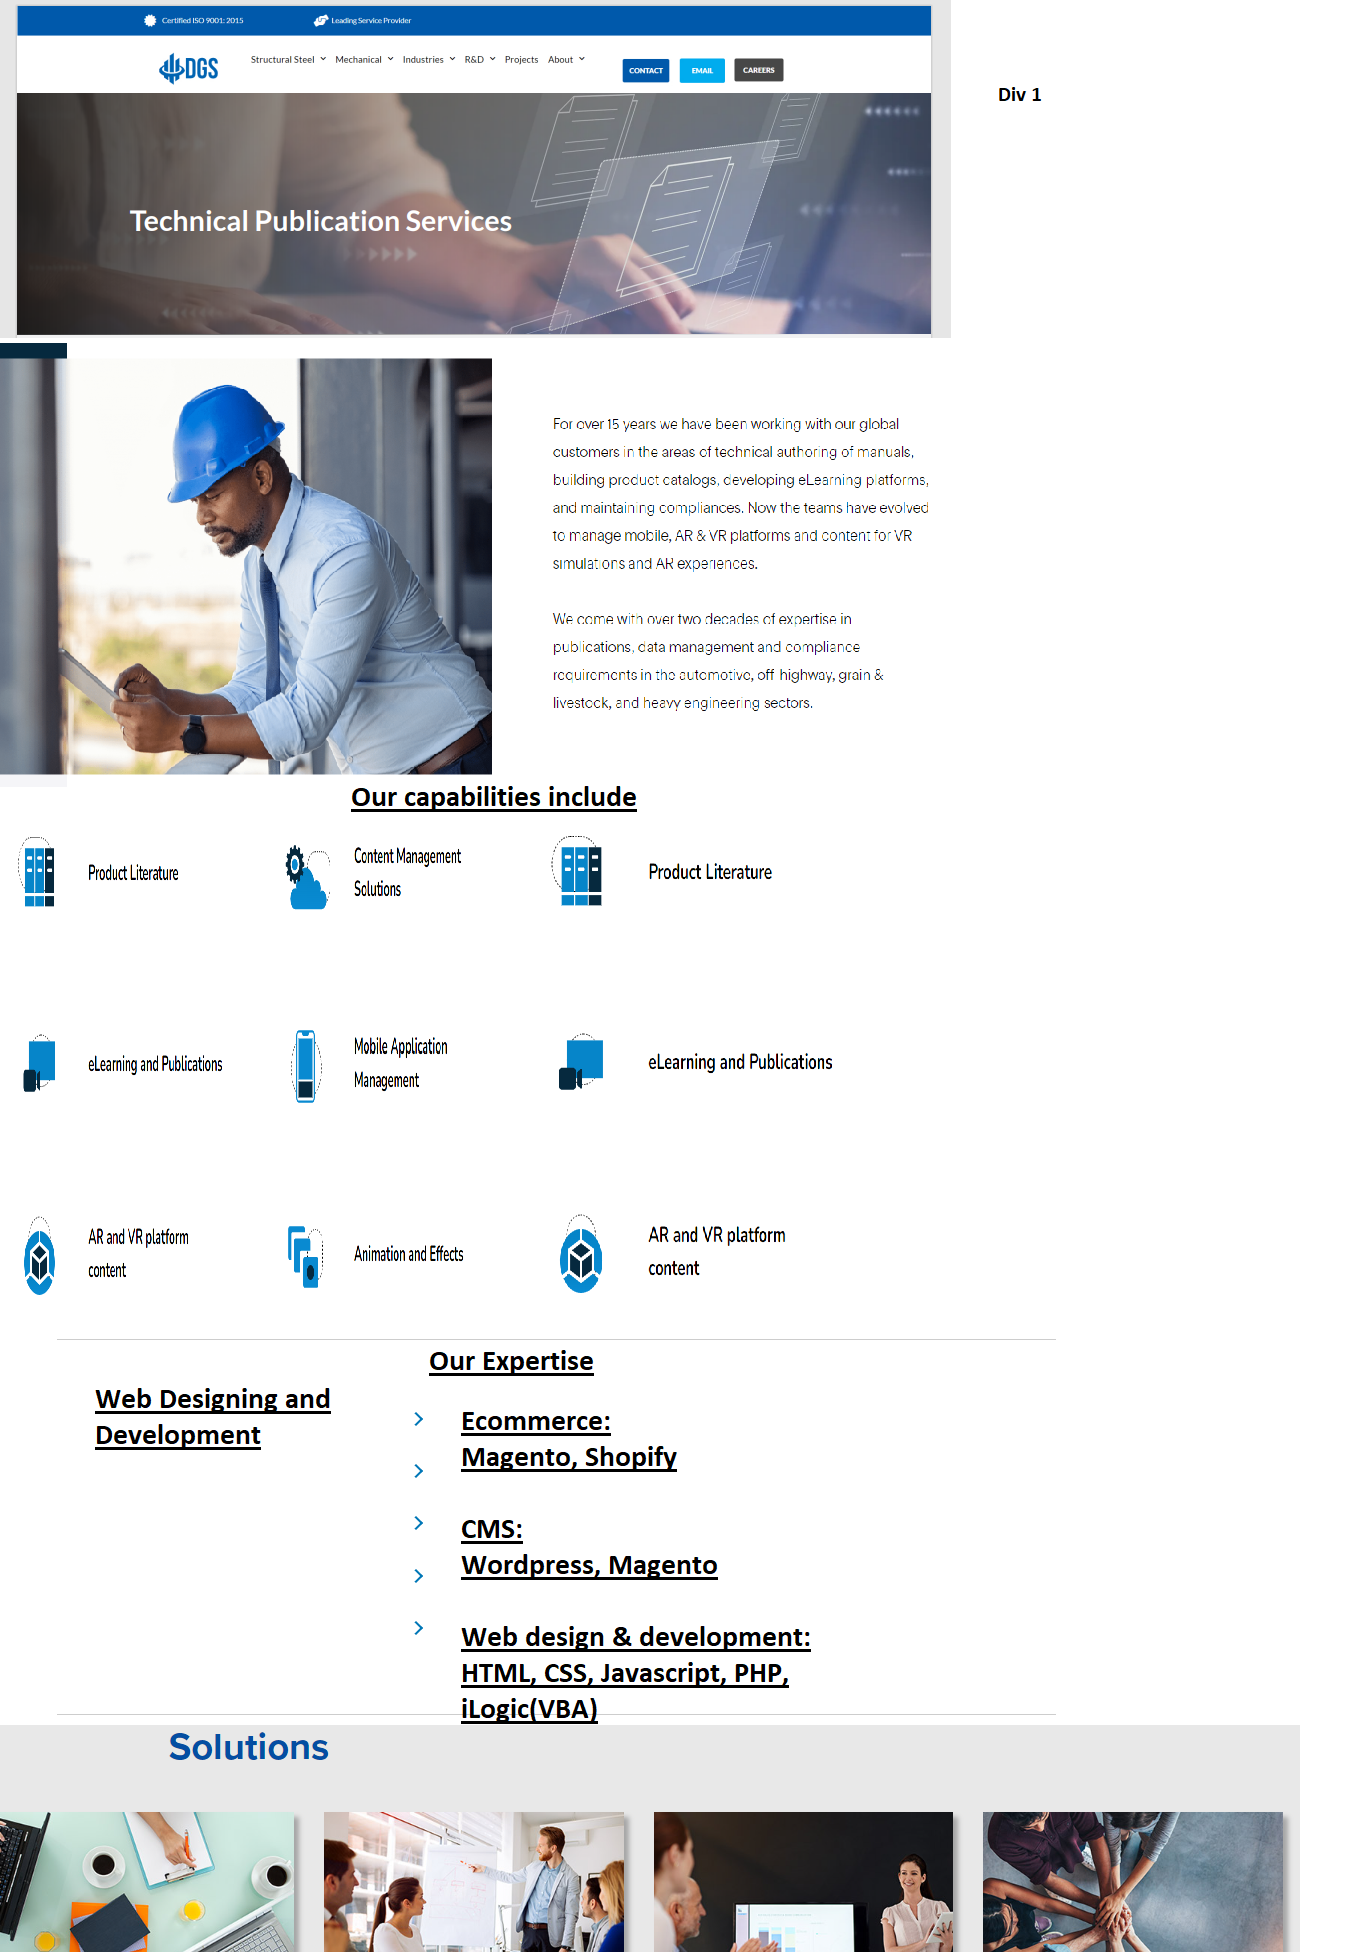 Certified ISO 9001: 2015
Leading Service Provider
DGS
Structural Steel
Mechanical
Industries
R&D
Projects
About
CONTACT
EMAIL
CAREERS
Div 1
Technical Publication Services
For over 15 years we have been working with our global
customers in the areas of technical authoring of manuals,
building product catalogs, developing eLearning platforms,
and maintaining compliances. Now the teams have evolved
to manage mobile, AR & VR platforms and content for VR
simulations and AR experiences.
We come with over two decades of expertise in
publications, data management and compliance
requirements in the automotive, off-highway, grain &
livestock, and heavy engineering sectors.
Our capabilities include
Product Literature
Content Management
Solutions
Product Literature
eLearning and Publications
Mobile Application
Management
eLearning and Publications
AR and VR platform
content
Animation and Effects
AR and VR platform
content
Our Expertise
Web Designing and
Development
Ecommerce:
Magento, Shopify
CMS:
Wordpress, Magento
Web design & development:
HTML, CSS, Javascript, PHP,
iLogic(VBA)
Solutions